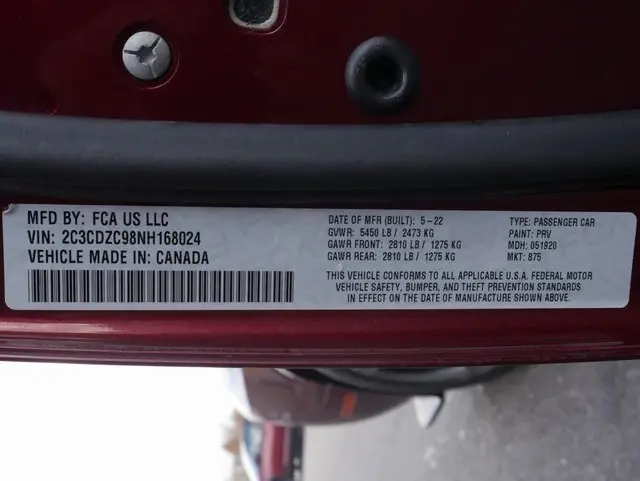 MFD BY: FCA US LLC
VIN: 2C3CDZC98NH168024
VEHICLE MADE IN: CANADA
DATE OF MFR (BUILT): 5-22
GVWR: 5450 LB / 2473 KG
GAWR FRONT: 2810 LB / 1275 KG
GAWR REAR: 2810 LB / 1275 KG
TYPE: PASSENGER CAR
PAINT: PRV
MDH: 051920
MKT: 875
THIS VEHICLE CONFORMS TO ALL APPLICABLE U.S.A. FEDERAL MOTOR
VEHICLE SAFETY, BUMPER, AND THEFT PREVENTION STANDARDS
IN EFFECT ON THE DATE OF MANUFACTURE SHOWN ABOVE.